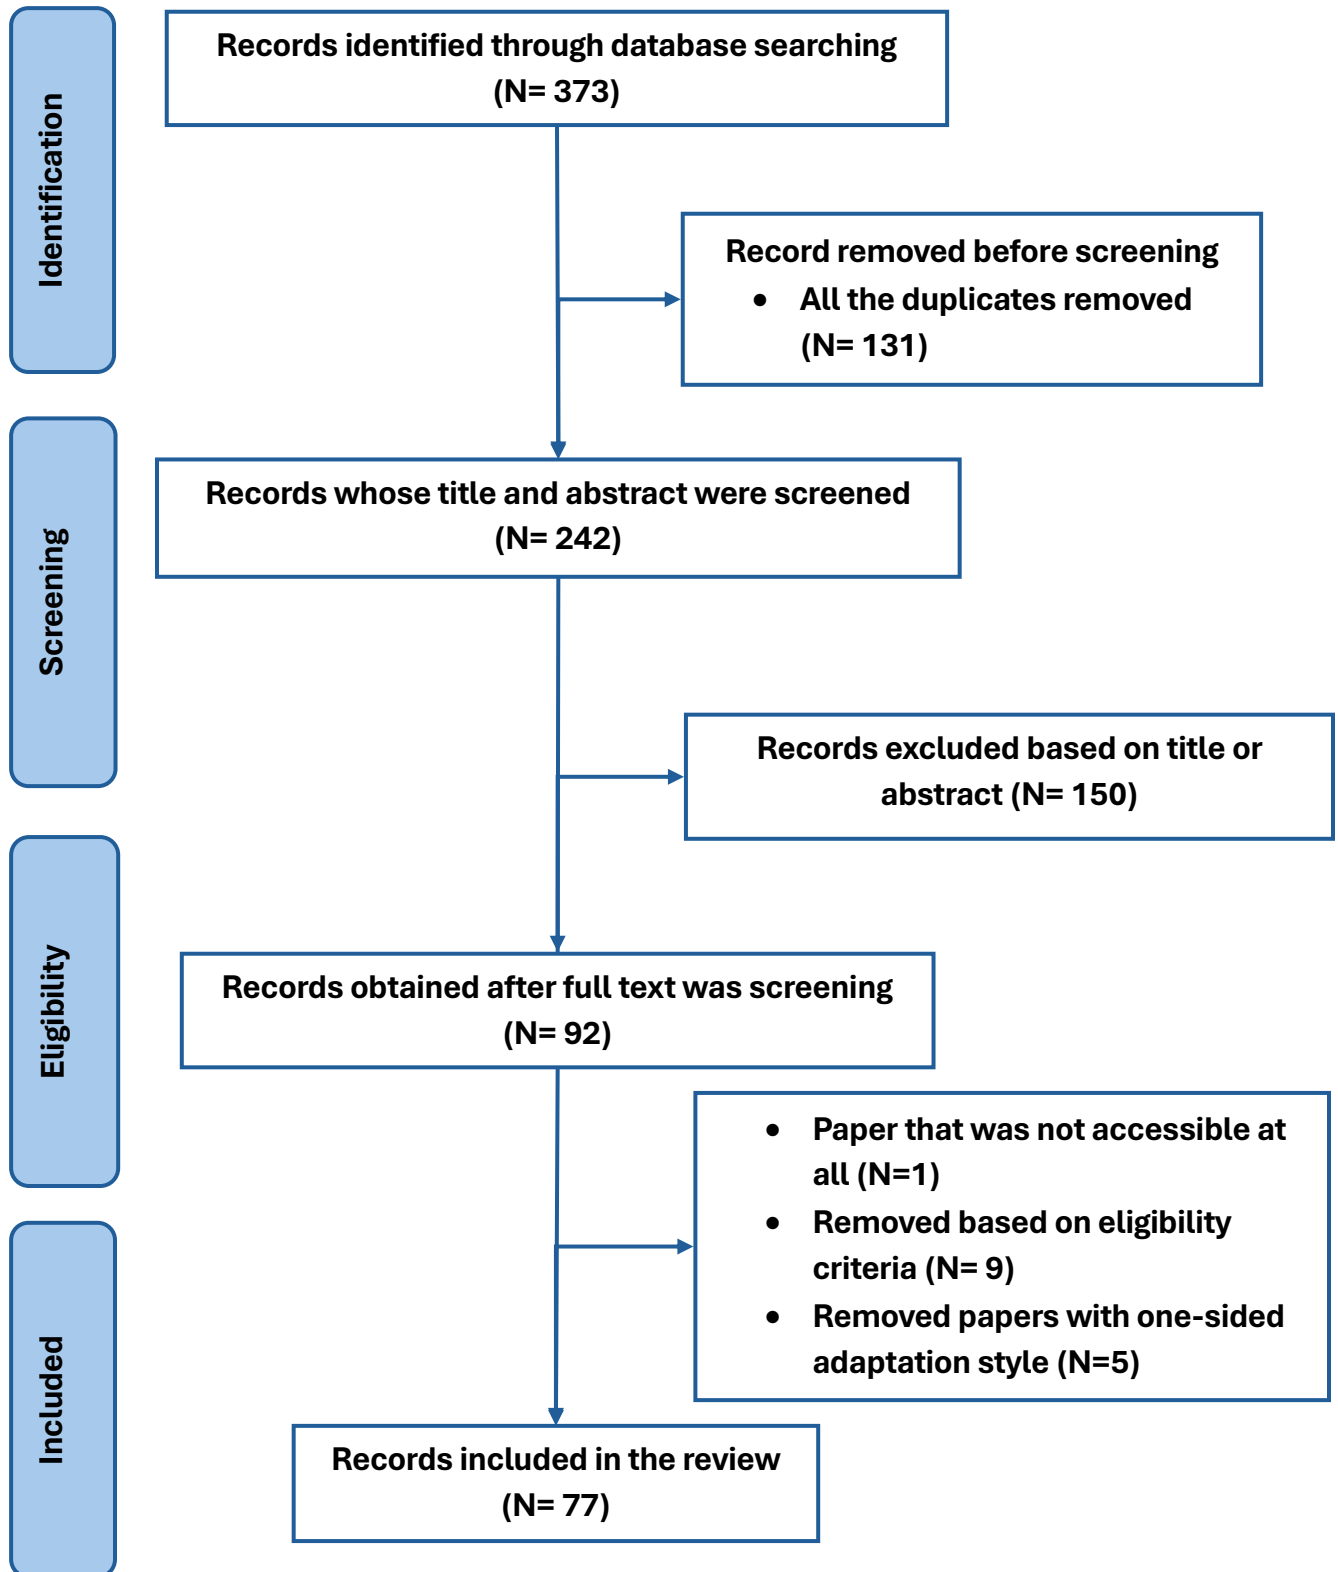 Identification
Records identified through database searching
(N= 373)
Record removed before screening
• All the duplicates removed
(N= 131)
Screening
Records whose title and abstract were screened
(N= 242)
Records excluded based on title or
abstract (N= 150)
Eligibility
Records obtained after full text was screening
(N= 92)
• Paper that was not accessible at
all (N=1)
• Removed based on eligibility
criteria (N= 9)
• Removed papers with one-sided
adaptation style (N=5)
Included
Records included in the review
(N= 77)